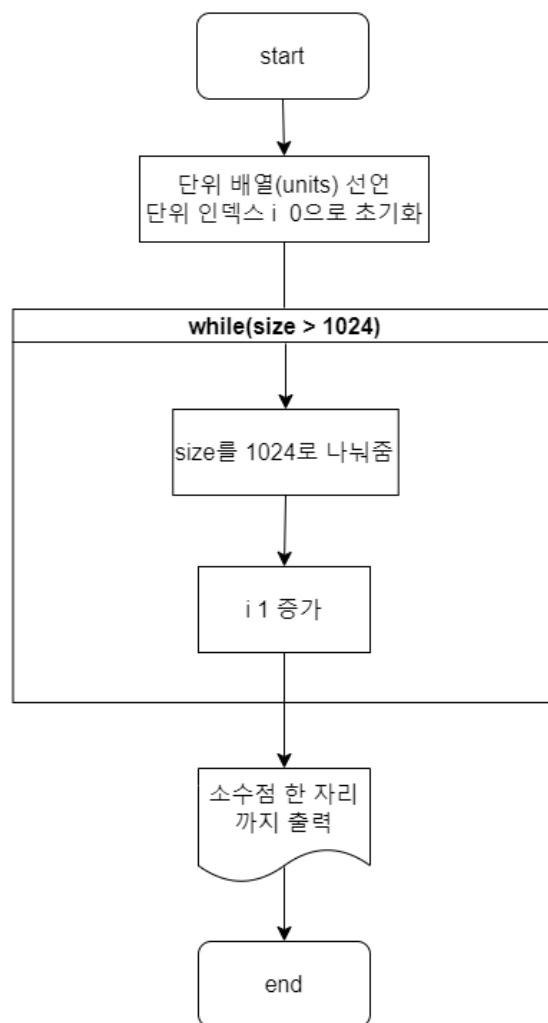 start
단위 배열(units) 선언
단위 인덱스 i 0으로 초기화
while(size > 1024)
size를 1024로 나눠줌
i 1 증가
소수점 한 자리
까지 출력
end